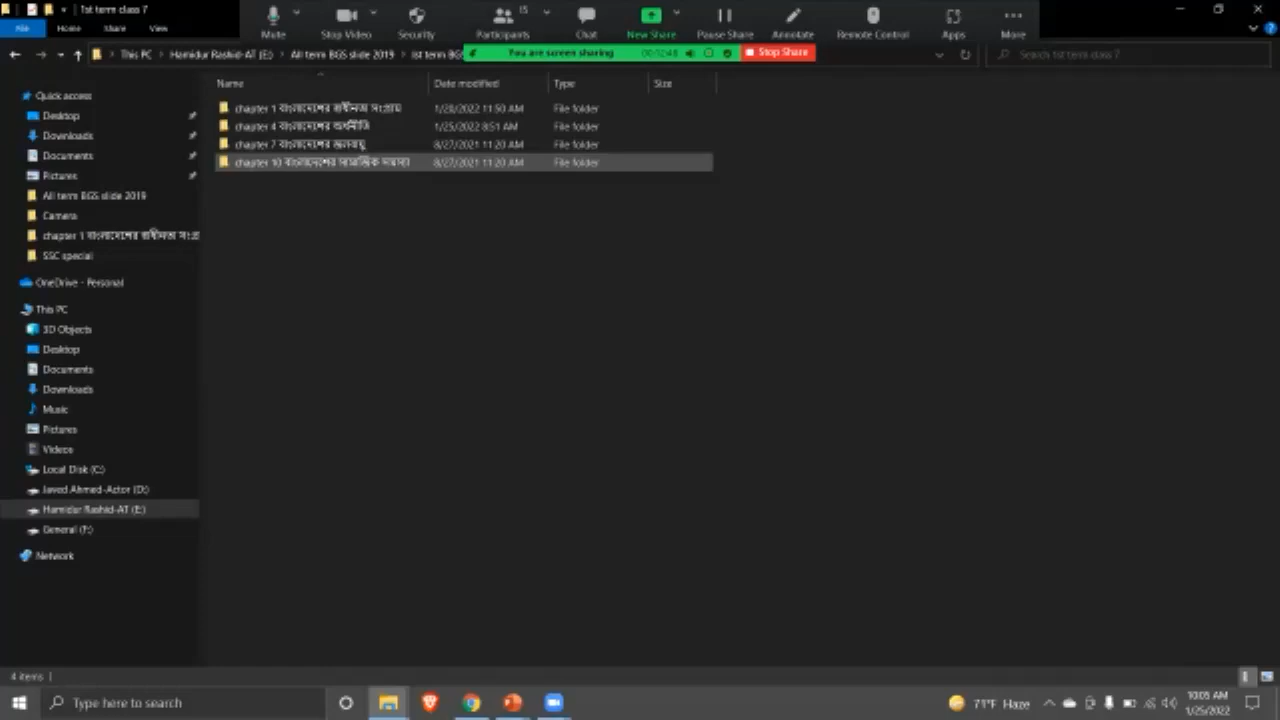 1st term class 7
Mute
Stop Video
Security
Participants
15
Chat
New Share
Pause Share
Annotate
Remote Control
Apps
More
File
Home
Share
View
This PC
Hamidur Rashid-AT (E:)
All term BGS slide 2019
1st term BGS
You are screen sharing
00:12:48
Stop Share
Search 1st term class 7
Name
Date modified
Type
Size
chapter 1 বাংলাদেশের স্বাধীনতা সংগ্রাম
1/20/2022 11:50 AM
File folder
chapter 4 বাংলাদেশের অর্থনীতি
1/25/2022 8:51 AM
File folder
chapter 7 বাংলাদেশের জলবায়ু
8/27/2021 11:20 AM
File folder
chapter 10 বাংলাদেশের সামাজিক সমস্যা
8/27/2021 11:20 AM
File folder
Quick access
Desktop
Downloads
Documents
Pictures
All term BGS slide 2019
Camera
chapter 1 বাংলাদেশের স্বাধীনতা সংগ্রা
SSC special
OneDrive - Personal
This PC
3D Objects
Desktop
Documents
Downloads
Music
Pictures
Videos
Local Disk (C:)
Javed Ahmed-Actor (D:)
Hamidur Rashid-AT (E:)
General (F:)
Network
4 items
Type here to search
71°F Haze
10:05 AM
1/25/2022